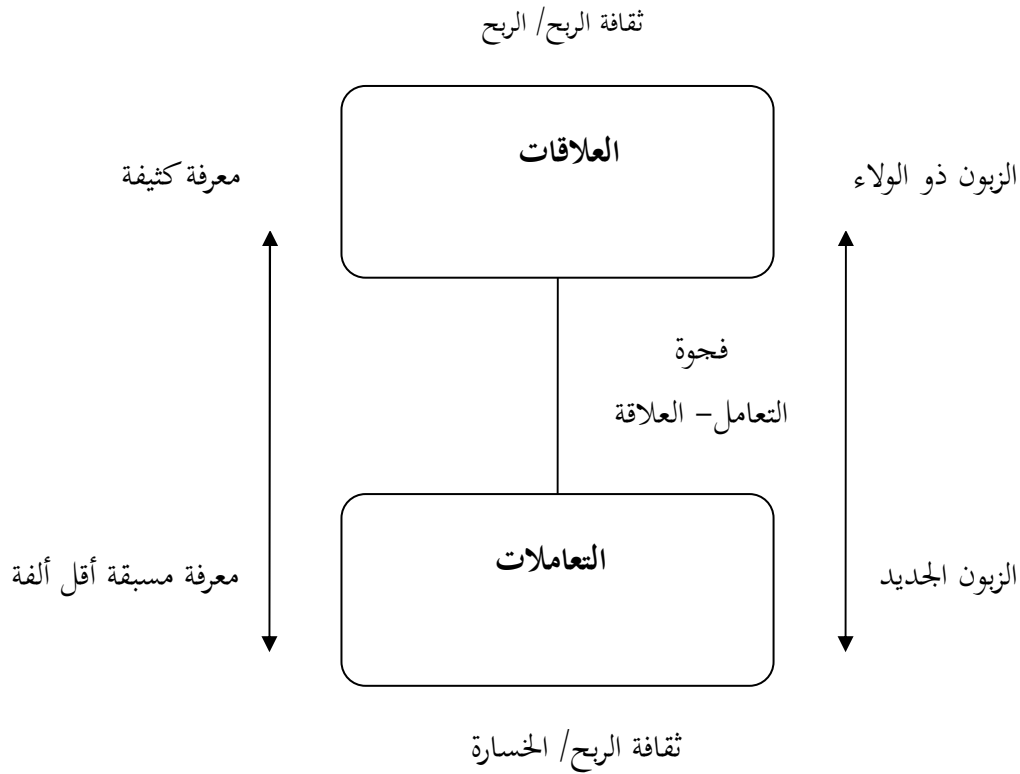 ثقافة الربح/ الربح
العلاقات
الزبون ذو الولاء
معرفة كثيفة
فجوة
التعامل– العلاقة
التعاملات
الزبون الجديد
معرفة مسبقة أقل ألفة
ثقافة الربح/ الخسارة